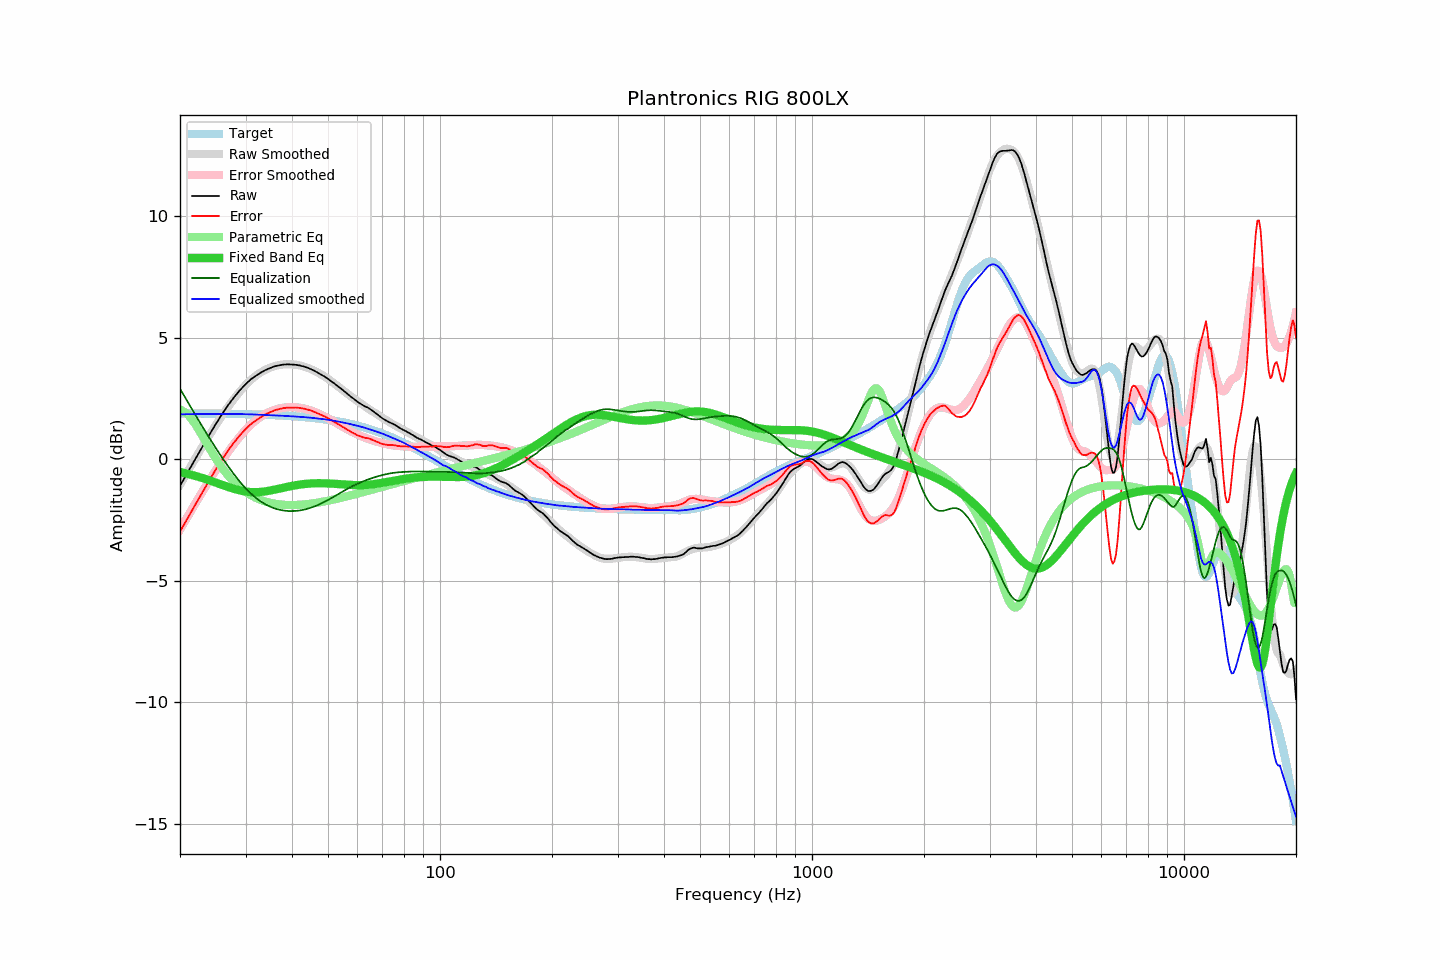 Plantronics RIG 800LX
Target
Raw Smoothed
Error Smoothed
Raw
Error
Parametric Eq
Fixed Band Eq
Equalization
Equalized smoothed
10
5
0
−5
−10
−15
Amplitude (dBr)
100
1000
10000
Frequency (Hz)